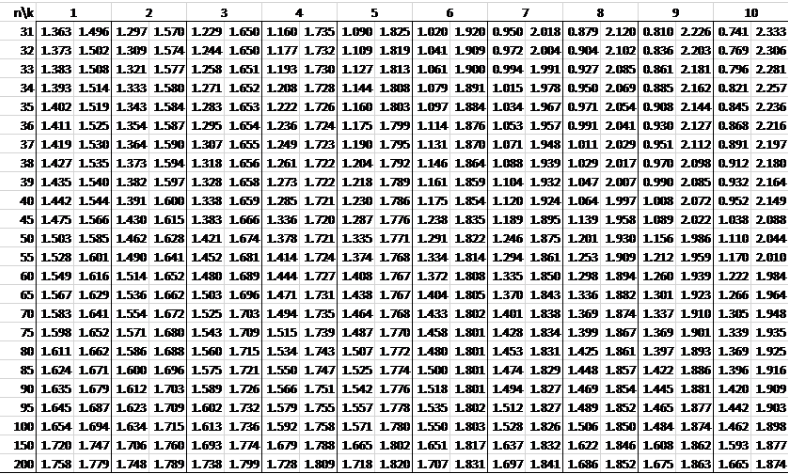 n\k 1 2 3 4 5 6 7 8 9 10
31 1.363 1.496 1.297 1.570 1.229 1.650 1.160 1.735 1.090 1.825 1.020 1.920 0.950 2.018 0.879 2.120 0.810 2.226 0.741 2.333
32 1.373 1.502 1.309 1.574 1.244 1.650 1.177 1.732 1.109 1.819 1.041 1.909 0.972 2.004 0.904 2.102 0.836 2.203 0.769 2.306
33 1.383 1.508 1.321 1.577 1.258 1.651 1.193 1.730 1.127 1.813 1.061 1.900 0.994 1.991 0.927 2.085 0.861 2.181 0.796 2.281
34 1.393 1.514 1.333 1.580 1.271 1.652 1.208 1.728 1.144 1.808 1.079 1.891 1.015 1.978 0.950 2.069 0.885 2.162 0.821 2.257
35 1.402 1.519 1.343 1.584 1.283 1.653 1.222 1.726 1.160 1.803 1.097 1.884 1.034 1.967 0.971 2.054 0.908 2.144 0.845 2.236
36 1.411 1.525 1.354 1.587 1.295 1.654 1.236 1.724 1.175 1.799 1.114 1.876 1.053 1.957 0.991 2.041 0.930 2.127 0.868 2.216
37 1.419 1.530 1.364 1.590 1.307 1.655 1.249 1.723 1.190 1.795 1.131 1.870 1.071 1.948 1.011 2.029 0.951 2.112 0.891 2.197
38 1.427 1.535 1.373 1.594 1.318 1.656 1.261 1.722 1.204 1.792 1.146 1.864 1.088 1.939 1.029 2.017 0.970 2.098 0.912 2.180
39 1.435 1.540 1.382 1.597 1.328 1.658 1.273 1.722 1.218 1.789 1.161 1.859 1.104 1.932 1.047 2.007 0.990 2.085 0.932 2.164
40 1.442 1.544 1.391 1.600 1.338 1.659 1.285 1.721 1.230 1.786 1.175 1.854 1.120 1.924 1.064 1.997 1.008 2.072 0.952 2.149
45 1.475 1.566 1.430 1.615 1.383 1.666 1.336 1.720 1.287 1.776 1.238 1.835 1.189 1.895 1.139 1.958 1.089 2.022 1.038 2.088
50 1.503 1.585 1.462 1.628 1.421 1.674 1.378 1.721 1.335 1.771 1.291 1.822 1.246 1.875 1.201 1.930 1.156 1.986 1.110 2.044
55 1.528 1.601 1.490 1.641 1.452 1.681 1.414 1.724 1.374 1.768 1.334 1.814 1.294 1.861 1.253 1.909 1.212 1.959 1.170 2.010
60 1.549 1.616 1.514 1.652 1.480 1.689 1.444 1.727 1.408 1.767 1.372 1.808 1.335 1.850 1.298 1.894 1.260 1.939 1.222 1.984
65 1.567 1.629 1.536 1.662 1.503 1.696 1.471 1.731 1.438 1.767 1.404 1.805 1.370 1.843 1.336 1.882 1.301 1.923 1.266 1.964
70 1.583 1.641 1.554 1.672 1.525 1.703 1.494 1.735 1.464 1.768 1.433 1.802 1.401 1.838 1.369 1.874 1.337 1.910 1.305 1.948
75 1.598 1.652 1.571 1.680 1.543 1.709 1.515 1.739 1.487 1.770 1.458 1.801 1.428 1.834 1.399 1.867 1.369 1.901 1.339 1.935
80 1.611 1.662 1.586 1.688 1.560 1.715 1.534 1.743 1.507 1.772 1.480 1.801 1.453 1.831 1.425 1.861 1.397 1.893 1.369 1.925
85 1.624 1.671 1.600 1.696 1.575 1.721 1.550 1.747 1.525 1.774 1.500 1.801 1.474 1.829 1.448 1.857 1.422 1.886 1.396 1.916
90 1.635 1.679 1.612 1.703 1.589 1.726 1.566 1.751 1.542 1.776 1.518 1.801 1.494 1.827 1.469 1.854 1.445 1.881 1.420 1.909
95 1.645 1.687 1.623 1.709 1.602 1.732 1.579 1.755 1.557 1.778 1.535 1.802 1.512 1.827 1.489 1.852 1.465 1.877 1.442 1.903
100 1.654 1.694 1.634 1.715 1.613 1.736 1.592 1.758 1.571 1.780 1.550 1.803 1.528 1.826 1.506 1.850 1.484 1.874 1.462 1.898
150 1.720 1.747 1.706 1.760 1.693 1.774 1.679 1.788 1.665 1.802 1.651 1.817 1.637 1.832 1.622 1.846 1.608 1.862 1.593 1.877
200 1.758 1.779 1.748 1.789 1.738 1.799 1.728 1.809 1.718 1.820 1.707 1.831 1.697 1.841 1.686 1.852 1.675 1.863 1.665 1.874